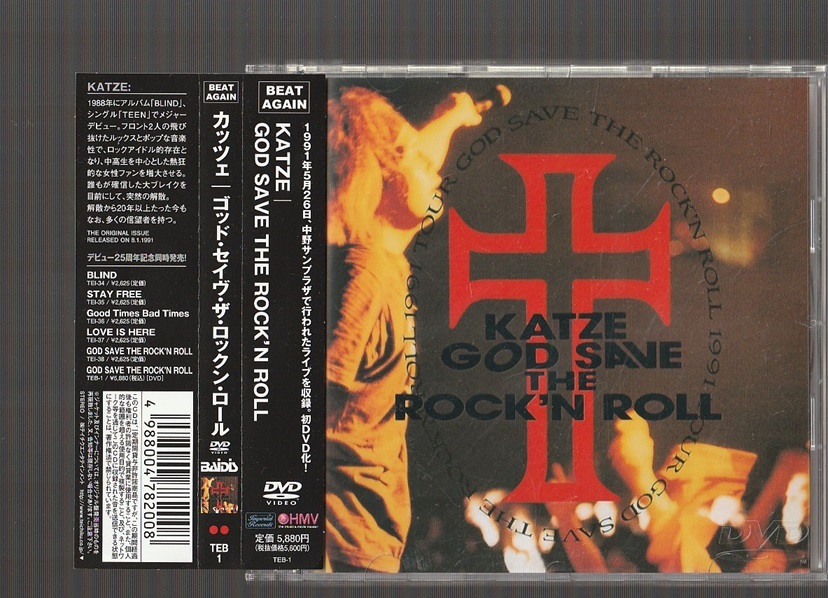 KATZE:
1988年にアルバム「BLIND」、
シングル「TEEN」でメジャー
デビュー。フロント2人の飛び
抜けたルックスとポップな音楽
性で、ロックアイドル的存在と
なり、中高生を中心とした熱狂
的な女性ファンを増大させる。
誰もが確信した大ブレイクを
目前にして、突然の解散。
解散から20年以上たった今も
なお、多くの信望者を持つ。
THE ORIGINAL ISSUE
RELEASED ON 8.1.1991
デビュー25周年記念同時発売!
BLIND
TEI-34 / ¥2,625(定価)
STAY FREE
TEI-35 / ¥2,625(定価)
Good Times Bad Times
TEI-36 / ¥2,625(定価)
LOVE IS HERE
TEI-37 / ¥2,625(定価)
GOD SAVE THE ROCK'N ROLL
TEI-38 / ¥2,625(定価)
GOD SAVE THE ROCK'N ROLL
TEB-1 / ¥5,880(税込) [DVD]
4 988004 782008
BEAT
AGAIN
カッツェ | ゴッド・セイヴ・ザ・ロックン・ロール
DVD
VIDEO
BAIDIS
TEB
1
BEAT
AGAIN
KATZE |
GOD SAVE THE ROCK'N ROLL
1991年5月26日、中野サンプラザで行われたライブを収録。初DVD化!
DVD
VIDEO
Imperial
Records
HMV
定価 5,880円
(税抜価格5,600円)
TEB-1
KATZE
GOD SAVE
THE
ROCK'N ROLL
TOUR GOD SAVE THE ROCK'N ROLL 1991
TOUR GOD SAVE THE
ROLL 1991
DVD